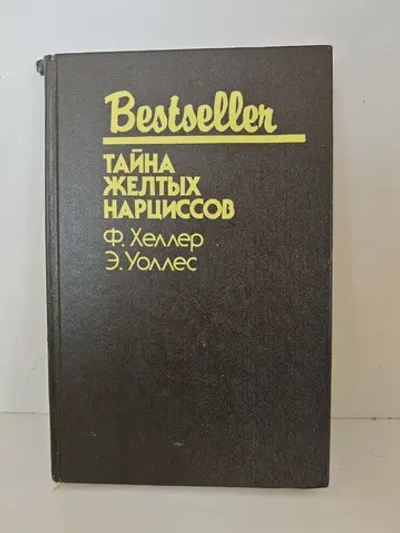 Bestseller
ТАЙНА
ЖЕЛТЫХ
НАРЦИССОВ
Ф. Хеллер
Э. Уоллес